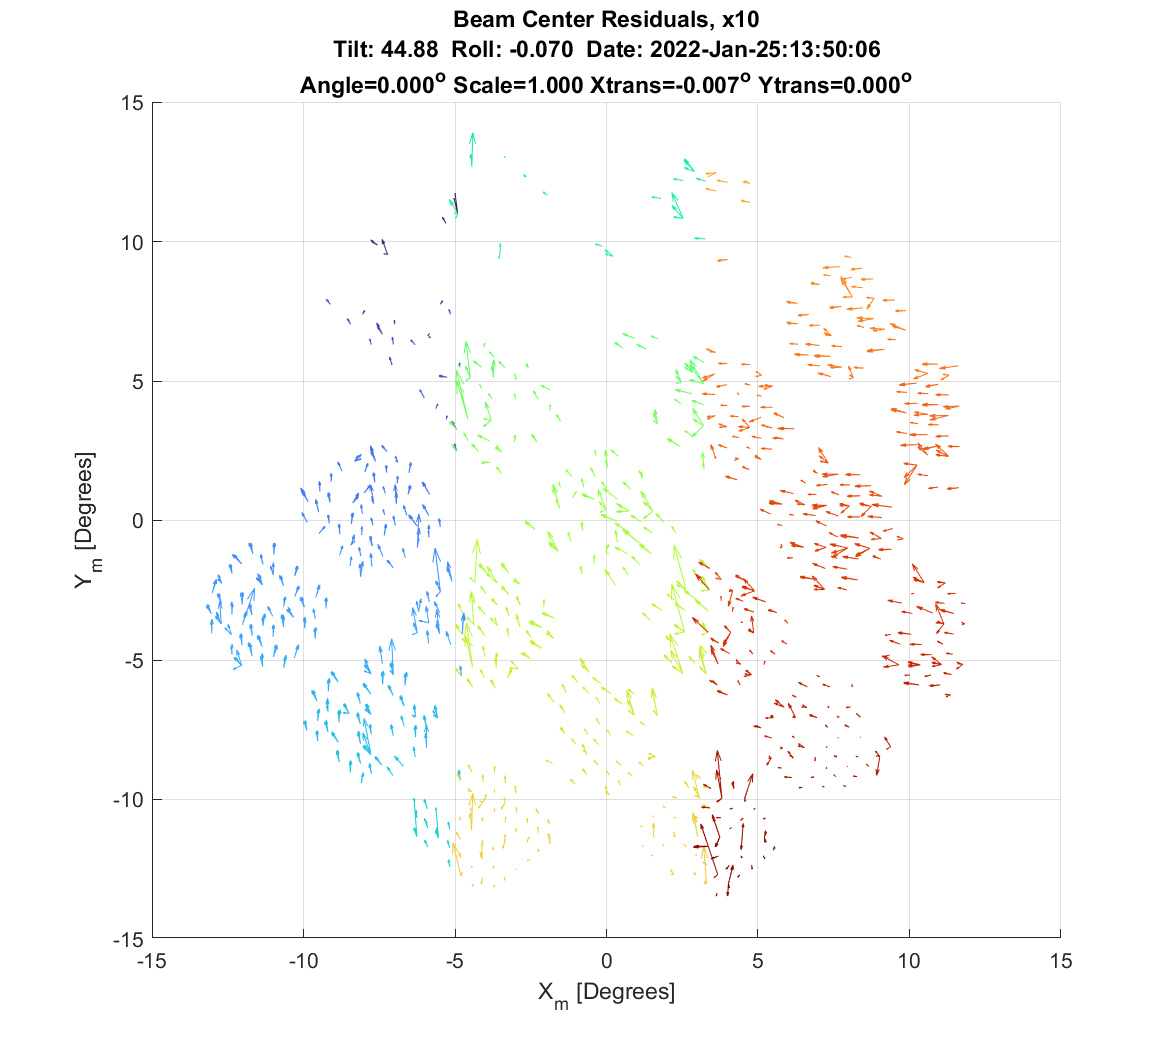 Beam Center Residuals, x10
Tilt: 44.88 Roll: -0.070 Date: 2022-Jan-25:13:50:06
Angle=0.000° Scale=1.000 Xtrans=-0.007° Ytrans=0.000°
15
10
5
0
-5
-10
-15
Y_m [Degrees]
-15 -10 -5 0 5 10 15
X_m [Degrees]